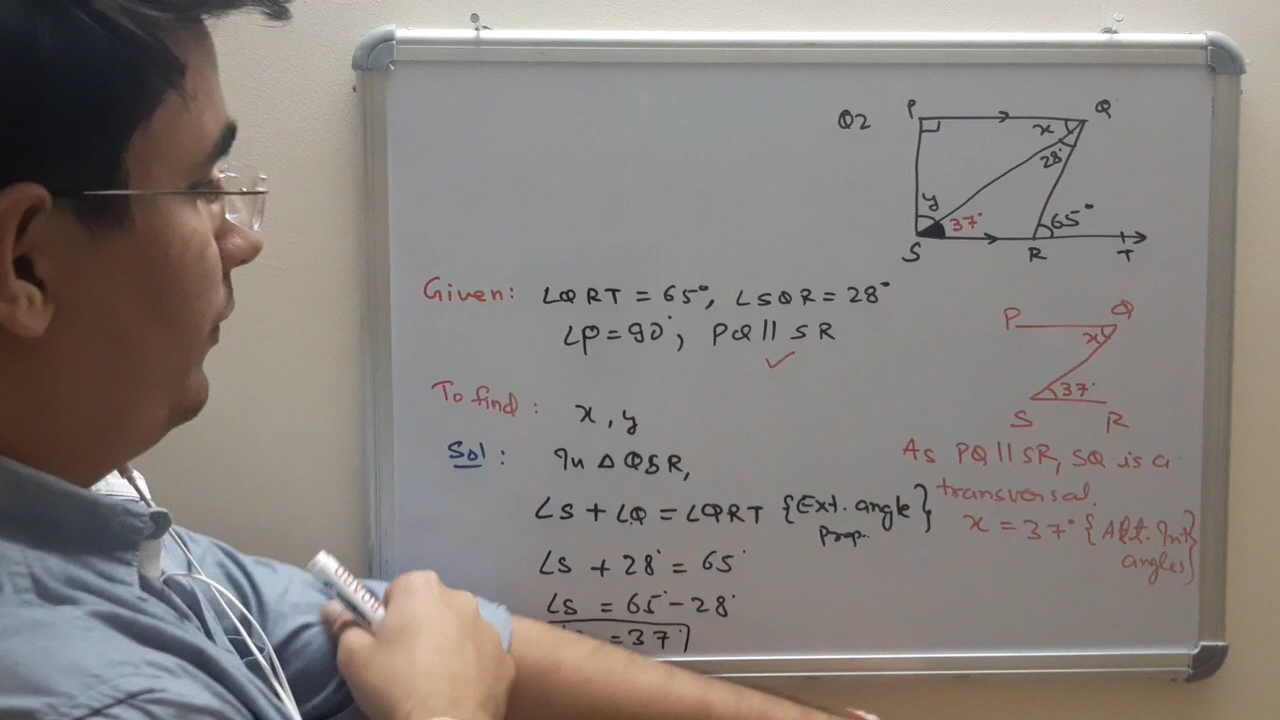 Q2
P Q
x
28°
y
37° 65°
S R T
Given: ∠QRT = 65°, ∠SQR = 28°
∠P = 90°, PQ || SR ✓
P Q
x
37°
S R
To find: x, y
Sol: In Δ QSR,
∠S + ∠Q = ∠QRT {Ext. angle
Prop.}
∠S + 28° = 65°
∠S = 65° - 28°
= 37°
As PQ || SR, SQ is a
transversal.
x = 37° {Alt. Int.
angles}
BOARD